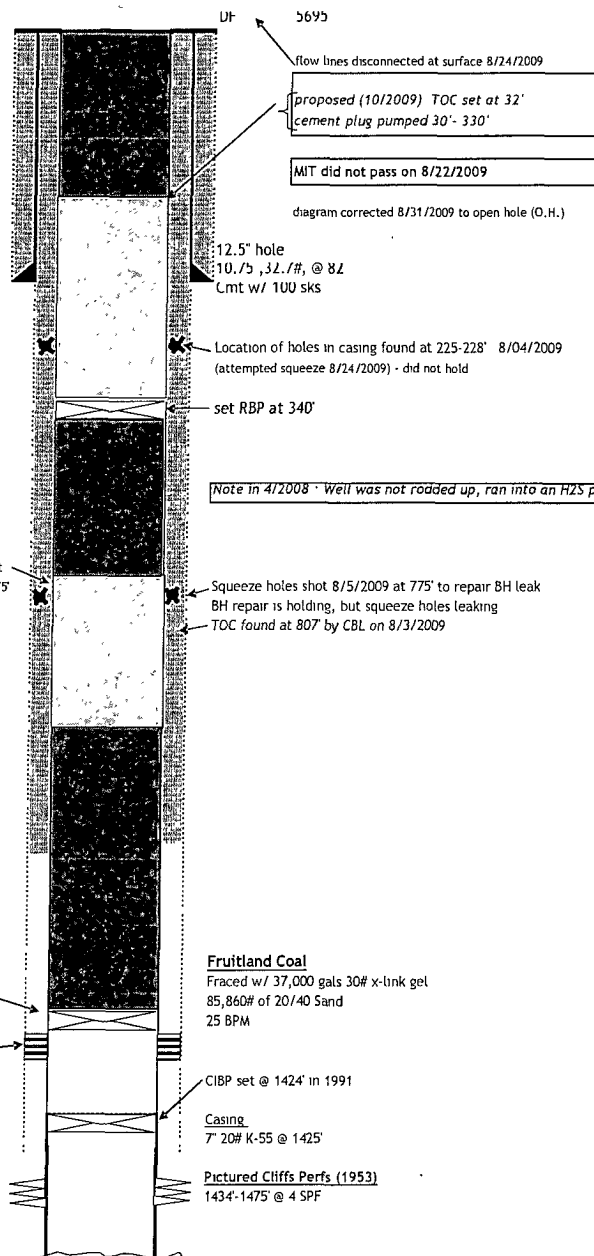 DF 5695
flow lines disconnected at surface 8/24/2009
proposed (10/2009) TOC set at 32'
cement plug pumped 30'- 330'
MIT did not pass on 8/22/2009
diagram corrected 8/31/2009 to open hole (O.H.)
12.5" hole
10.75 ,32.7#, @ 82
Cmt w/ 100 sks
Location of holes in casing found at 225-228' 8/04/2009
(attempted squeeze 8/24/2009) - did not hold
set RBP at 340'
Note in 4/2008 · Well was not rodded up, ran into an H2S p
Squeeze holes shot 8/5/2009 at 775' to repair BH leak
BH repair is holding, but squeeze holes leaking
TOC found at 807' by CBL on 8/3/2009
Fruitland Coal
Fraced w/ 37,000 gals 30# x-link gel
85,860# of 20/40 Sand
25 BPM
CIBP set @ 1424' in 1991
Casing
7" 20# K-55 @ 1425'
Pictured Cliffs Perfs (1953)
1434'-1475' @ 4 SPF